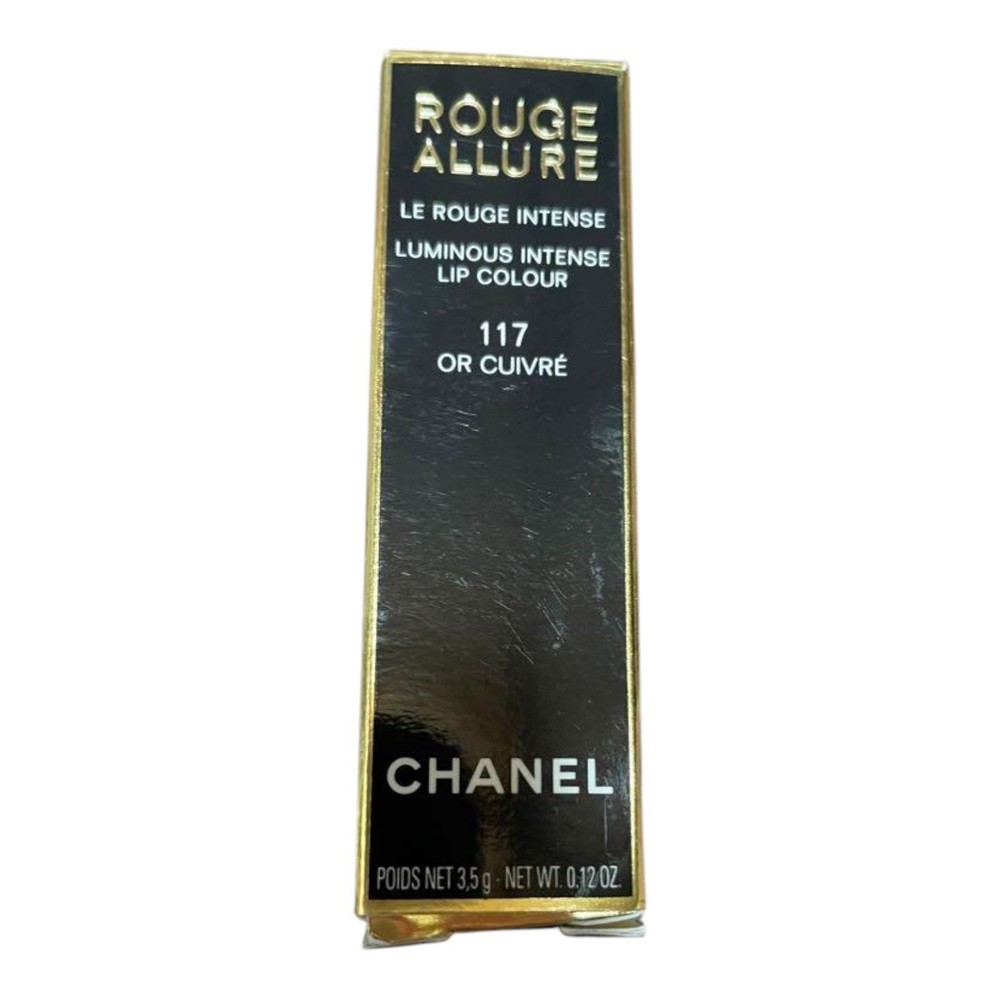 ROUGE
ALLURE
LE ROUGE INTENSE
LUMINOUS INTENSE
LIP COLOUR
117
OR CUIVRÉ
CHANEL
POIDS NET 3,5 g - NET WT. 0.12 OZ.